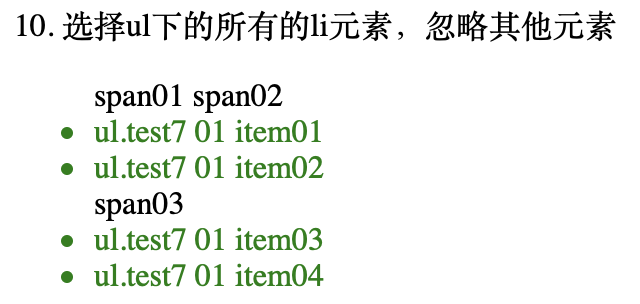 10. 选择ul下的所有的li元素，忽略其他元素
span01 span02
ul.test7 01 item01
ul.test7 01 item02
span03
ul.test7 01 item03
ul.test7 01 item04